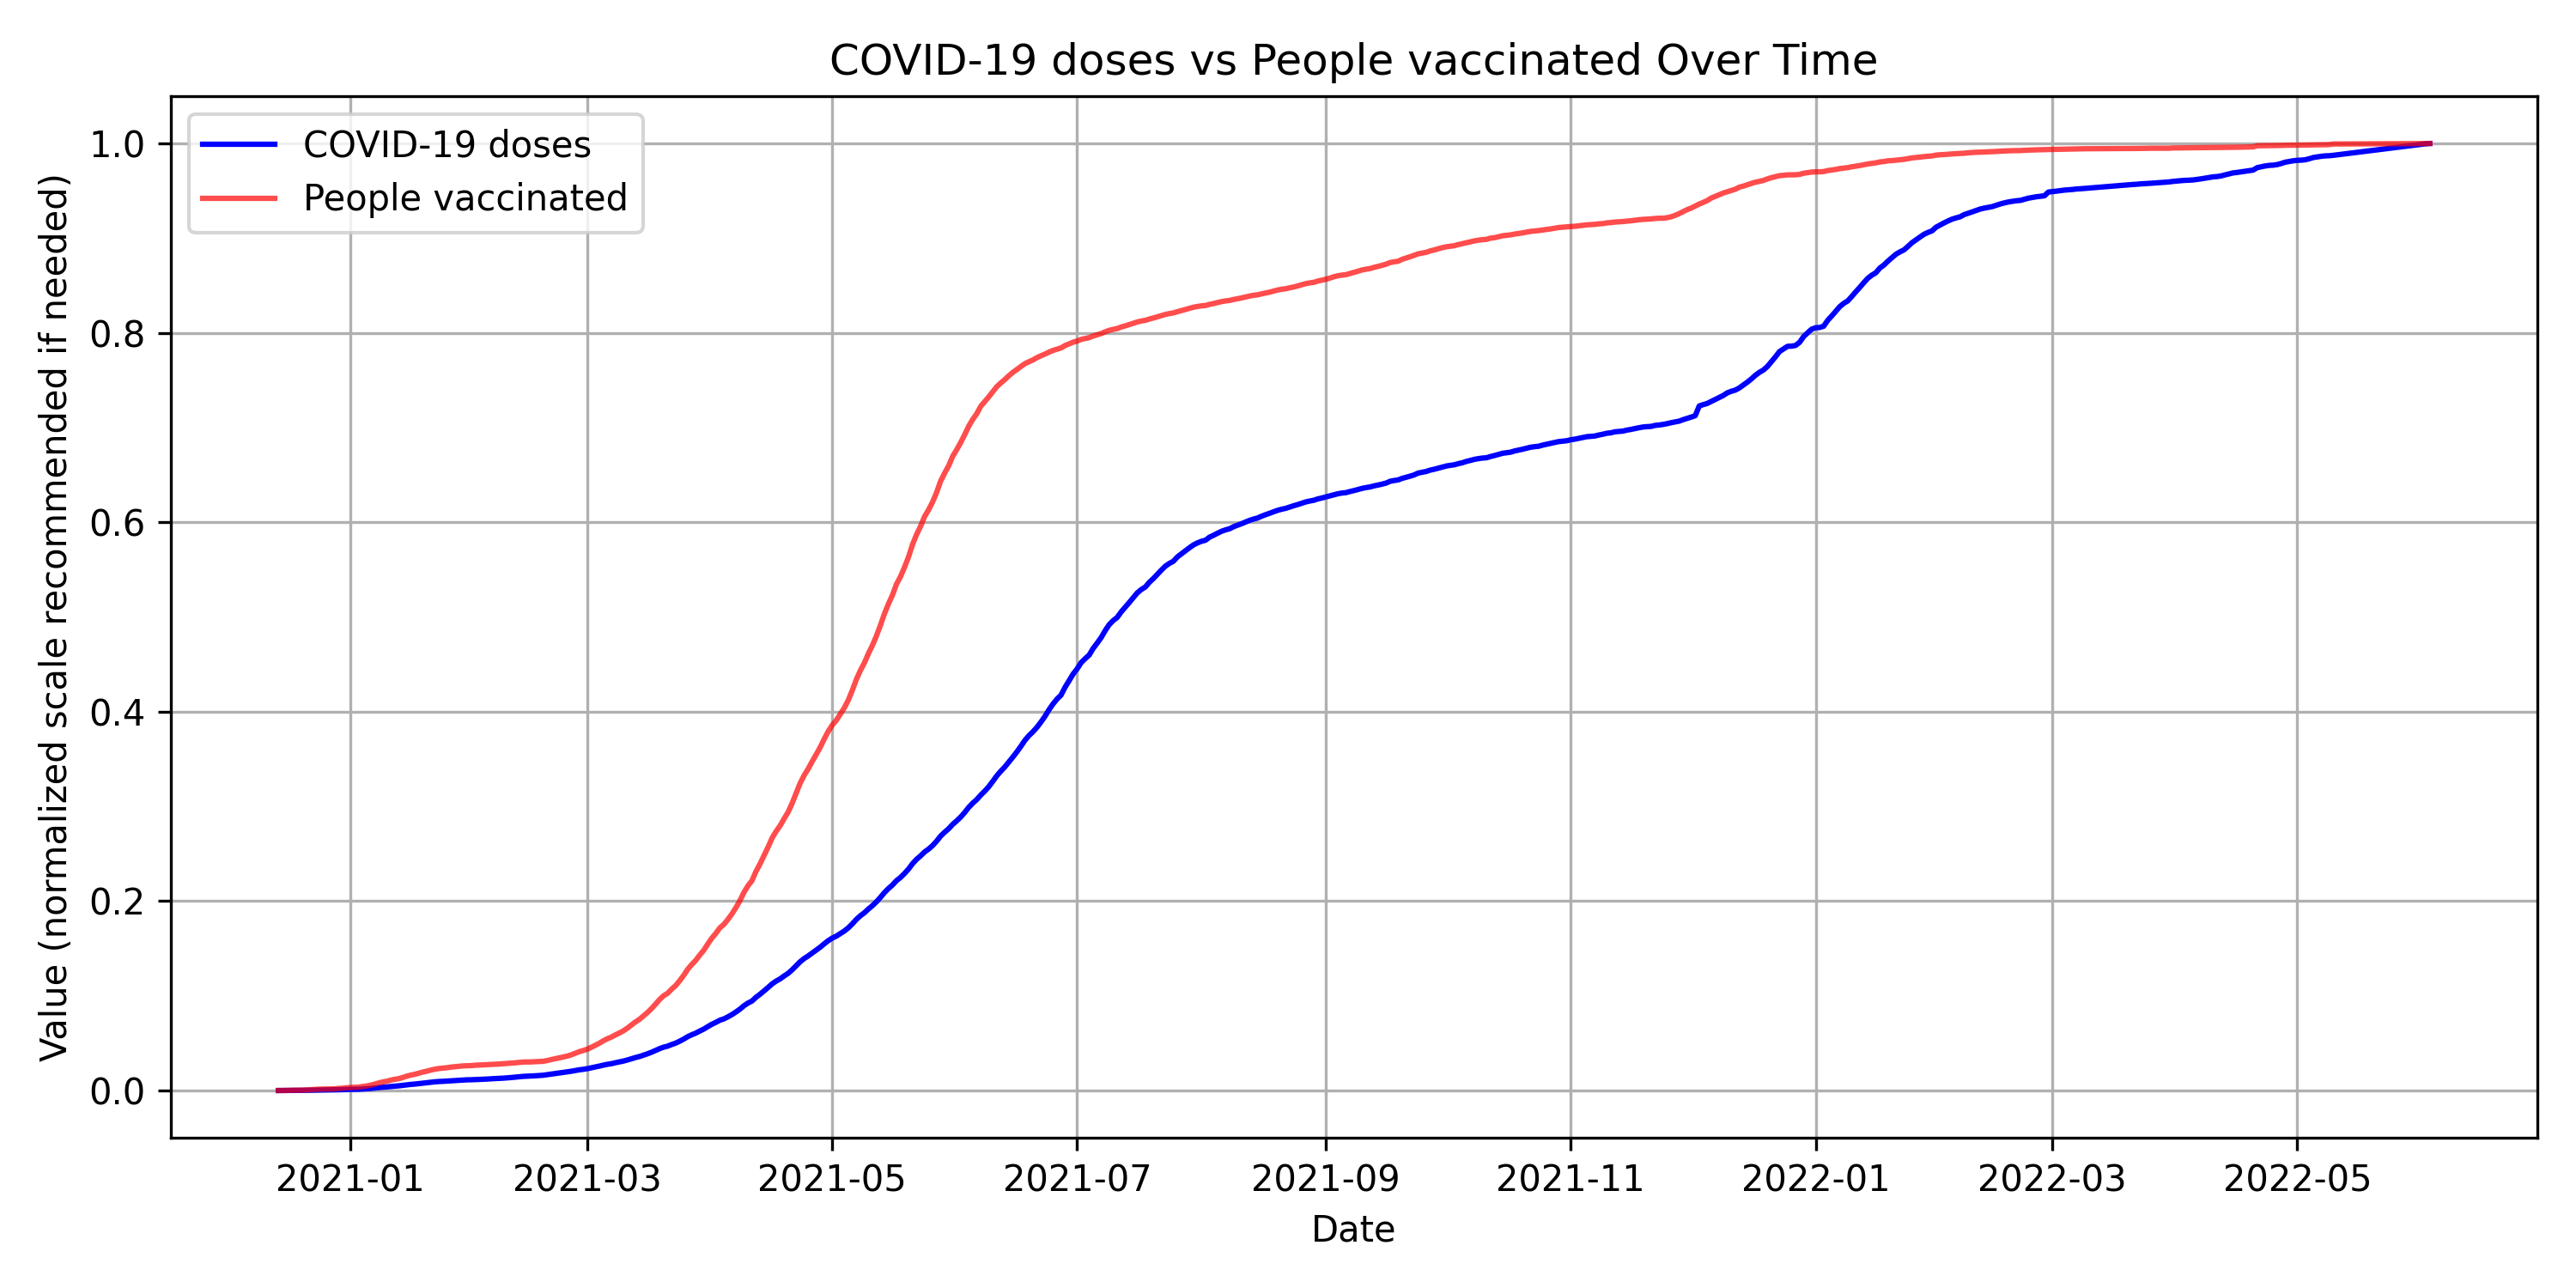 COVID-19 doses vs People vaccinated Over Time
COVID-19 doses
People vaccinated
Value (normalized scale recommended if needed)
1.0
0.8
0.6
0.4
0.2
0.0
2021-01 2021-03 2021-05 2021-07 2021-09 2021-11 2022-01 2022-03 2022-05
Date